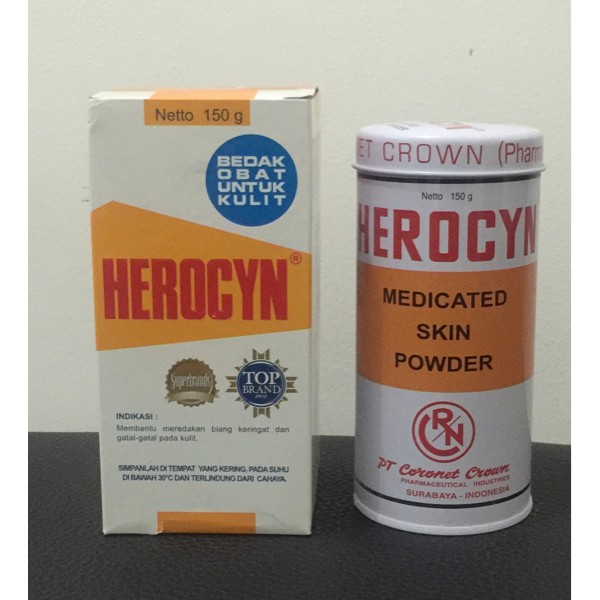 Netto 150 g
BEDAK
OBAT
UNTUK
KULIT
HEROCYN®
Superbrands
TOP
BRAND
2012
INDIKASI :
Membantu meredakan biang keringat dan
gatal-gatal pada kulit.
SIMPANLAH DI TEMPAT YANG KERING, PADA SUHU
DI BAWAH 30°C DAN TERLINDUNG DARI CAHAYA.
ET CROWN (Pharm
Netto 150 g
HEROCYN
MEDICATED
SKIN
POWDER
CRN
PT Coronet Crown
PHARMACEUTICAL INDUSTRIES
SURABAYA - INDONESIA